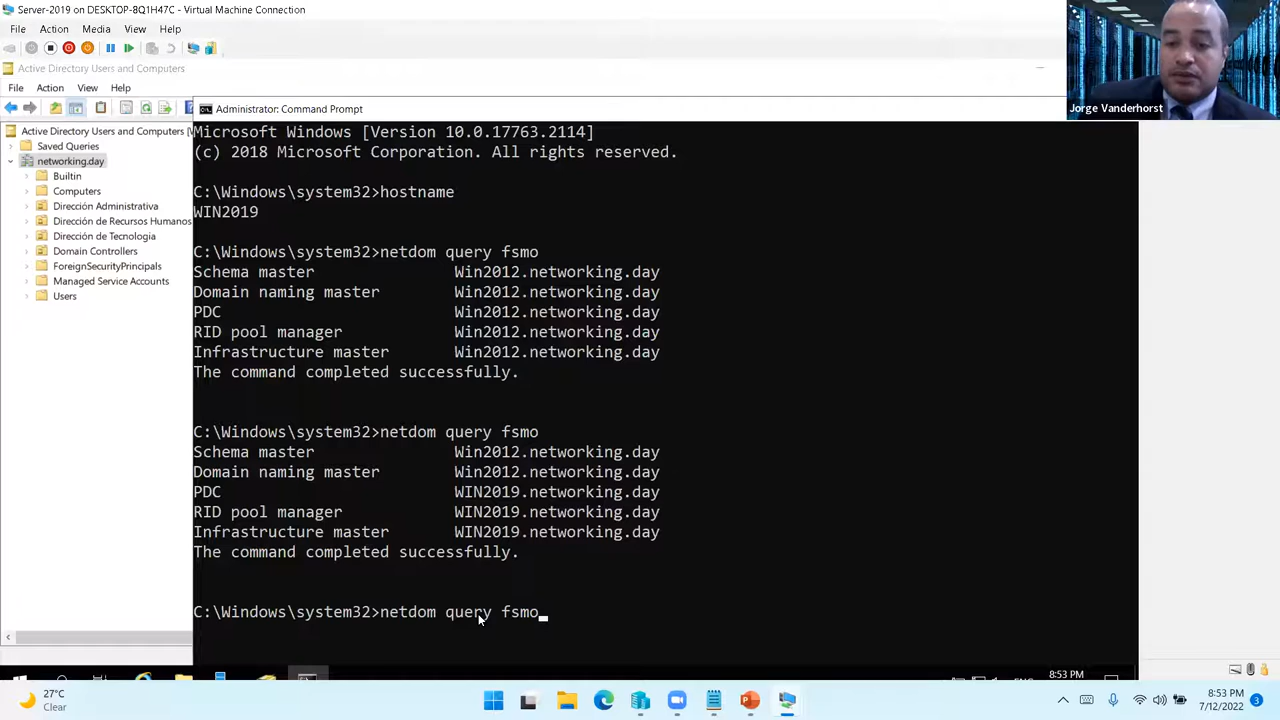 Server-2019 on DESKTOP-8Q1H47C - Virtual Machine Connection
File Action Media View Help
Active Directory Users and Computers
File Action View Help
Active Directory Users and Computers [
Saved Queries
networking.day
Builtin
Computers
Dirección Administrativa
Dirección de Recursos Humanos
Dirección de Tecnologia
Domain Controllers
ForeignSecurityPrincipals
Managed Service Accounts
Users
Administrator: Command Prompt
Microsoft Windows [Version 10.0.17763.2114]
(c) 2018 Microsoft Corporation. All rights reserved.
C:\Windows\system32>hostname
WIN2019
C:\Windows\system32>netdom query fsmo
Schema master Win2012.networking.day
Domain naming master Win2012.networking.day
PDC Win2012.networking.day
RID pool manager Win2012.networking.day
Infrastructure master Win2012.networking.day
The command completed successfully.
C:\Windows\system32>netdom query fsmo
Schema master Win2012.networking.day
Domain naming master Win2012.networking.day
PDC WIN2019.networking.day
RID pool manager WIN2019.networking.day
Infrastructure master WIN2019.networking.day
The command completed successfully.
C:\Windows\system32>netdom query fsmo
Jorge Vanderhorst
8:53 PM
27°C
Clear
8:53 PM
7/12/2022
3